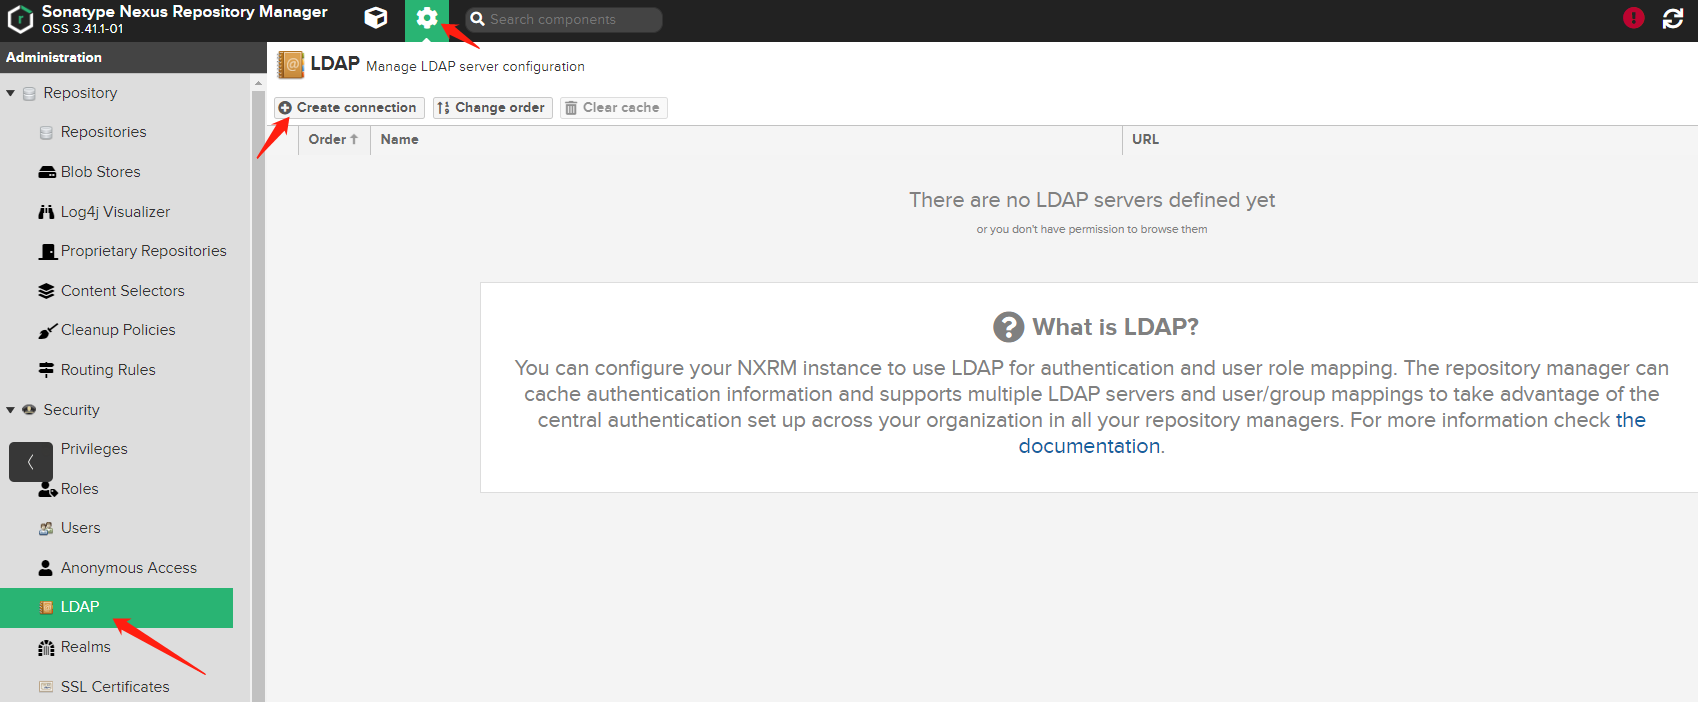 Sonatype Nexus Repository Manager
OSS 3.41.1-01
Search components
Administration
Repository
Repositories
Blob Stores
Log4j Visualizer
Proprietary Repositories
Content Selectors
Cleanup Policies
Routing Rules
Security
Privileges
Roles
Users
Anonymous Access
LDAP
Realms
SSL Certificates
LDAP Manage LDAP server configuration
Create connection Change order Clear cache
Order Name URL
There are no LDAP servers defined yet
or you don't have permission to browse them
What is LDAP?
You can configure your NXRM instance to use LDAP for authentication and user role mapping. The repository manager can
cache authentication information and supports multiple LDAP servers and user/group mappings to take advantage of the
central authentication set up across your organization in all your repository managers. For more information check the
documentation.